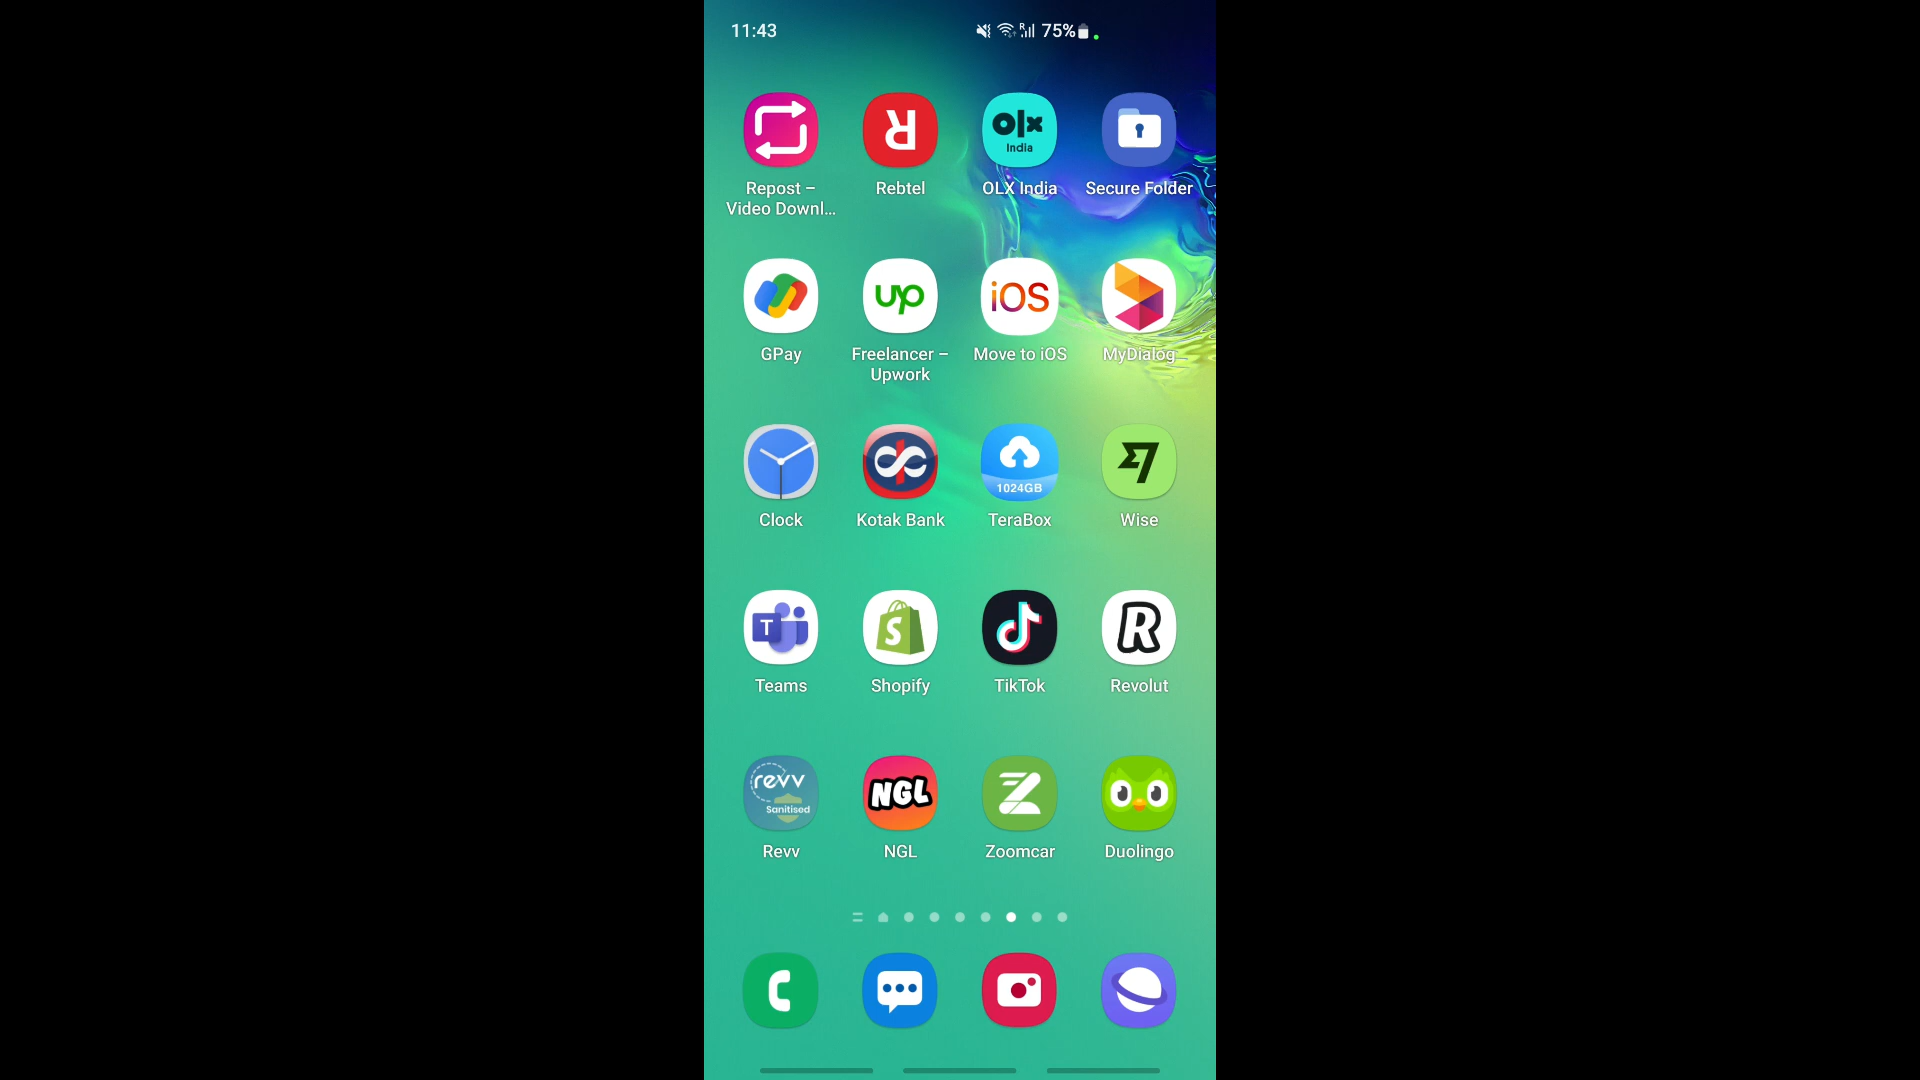 11:43
R
75%
olx
India
Repost –
Video Downl...
Rebtel
OLX India
Secure Folder
up
iOS
GPay
Freelancer –
Upwork
Move to iOS
MyDialog
1024GB
Clock
Kotak Bank
TeraBox
Wise
T
S
R
Teams
Shopify
TikTok
Revolut
revv
Sanitised
NGL
Revv
NGL
Zoomcar
Duolingo